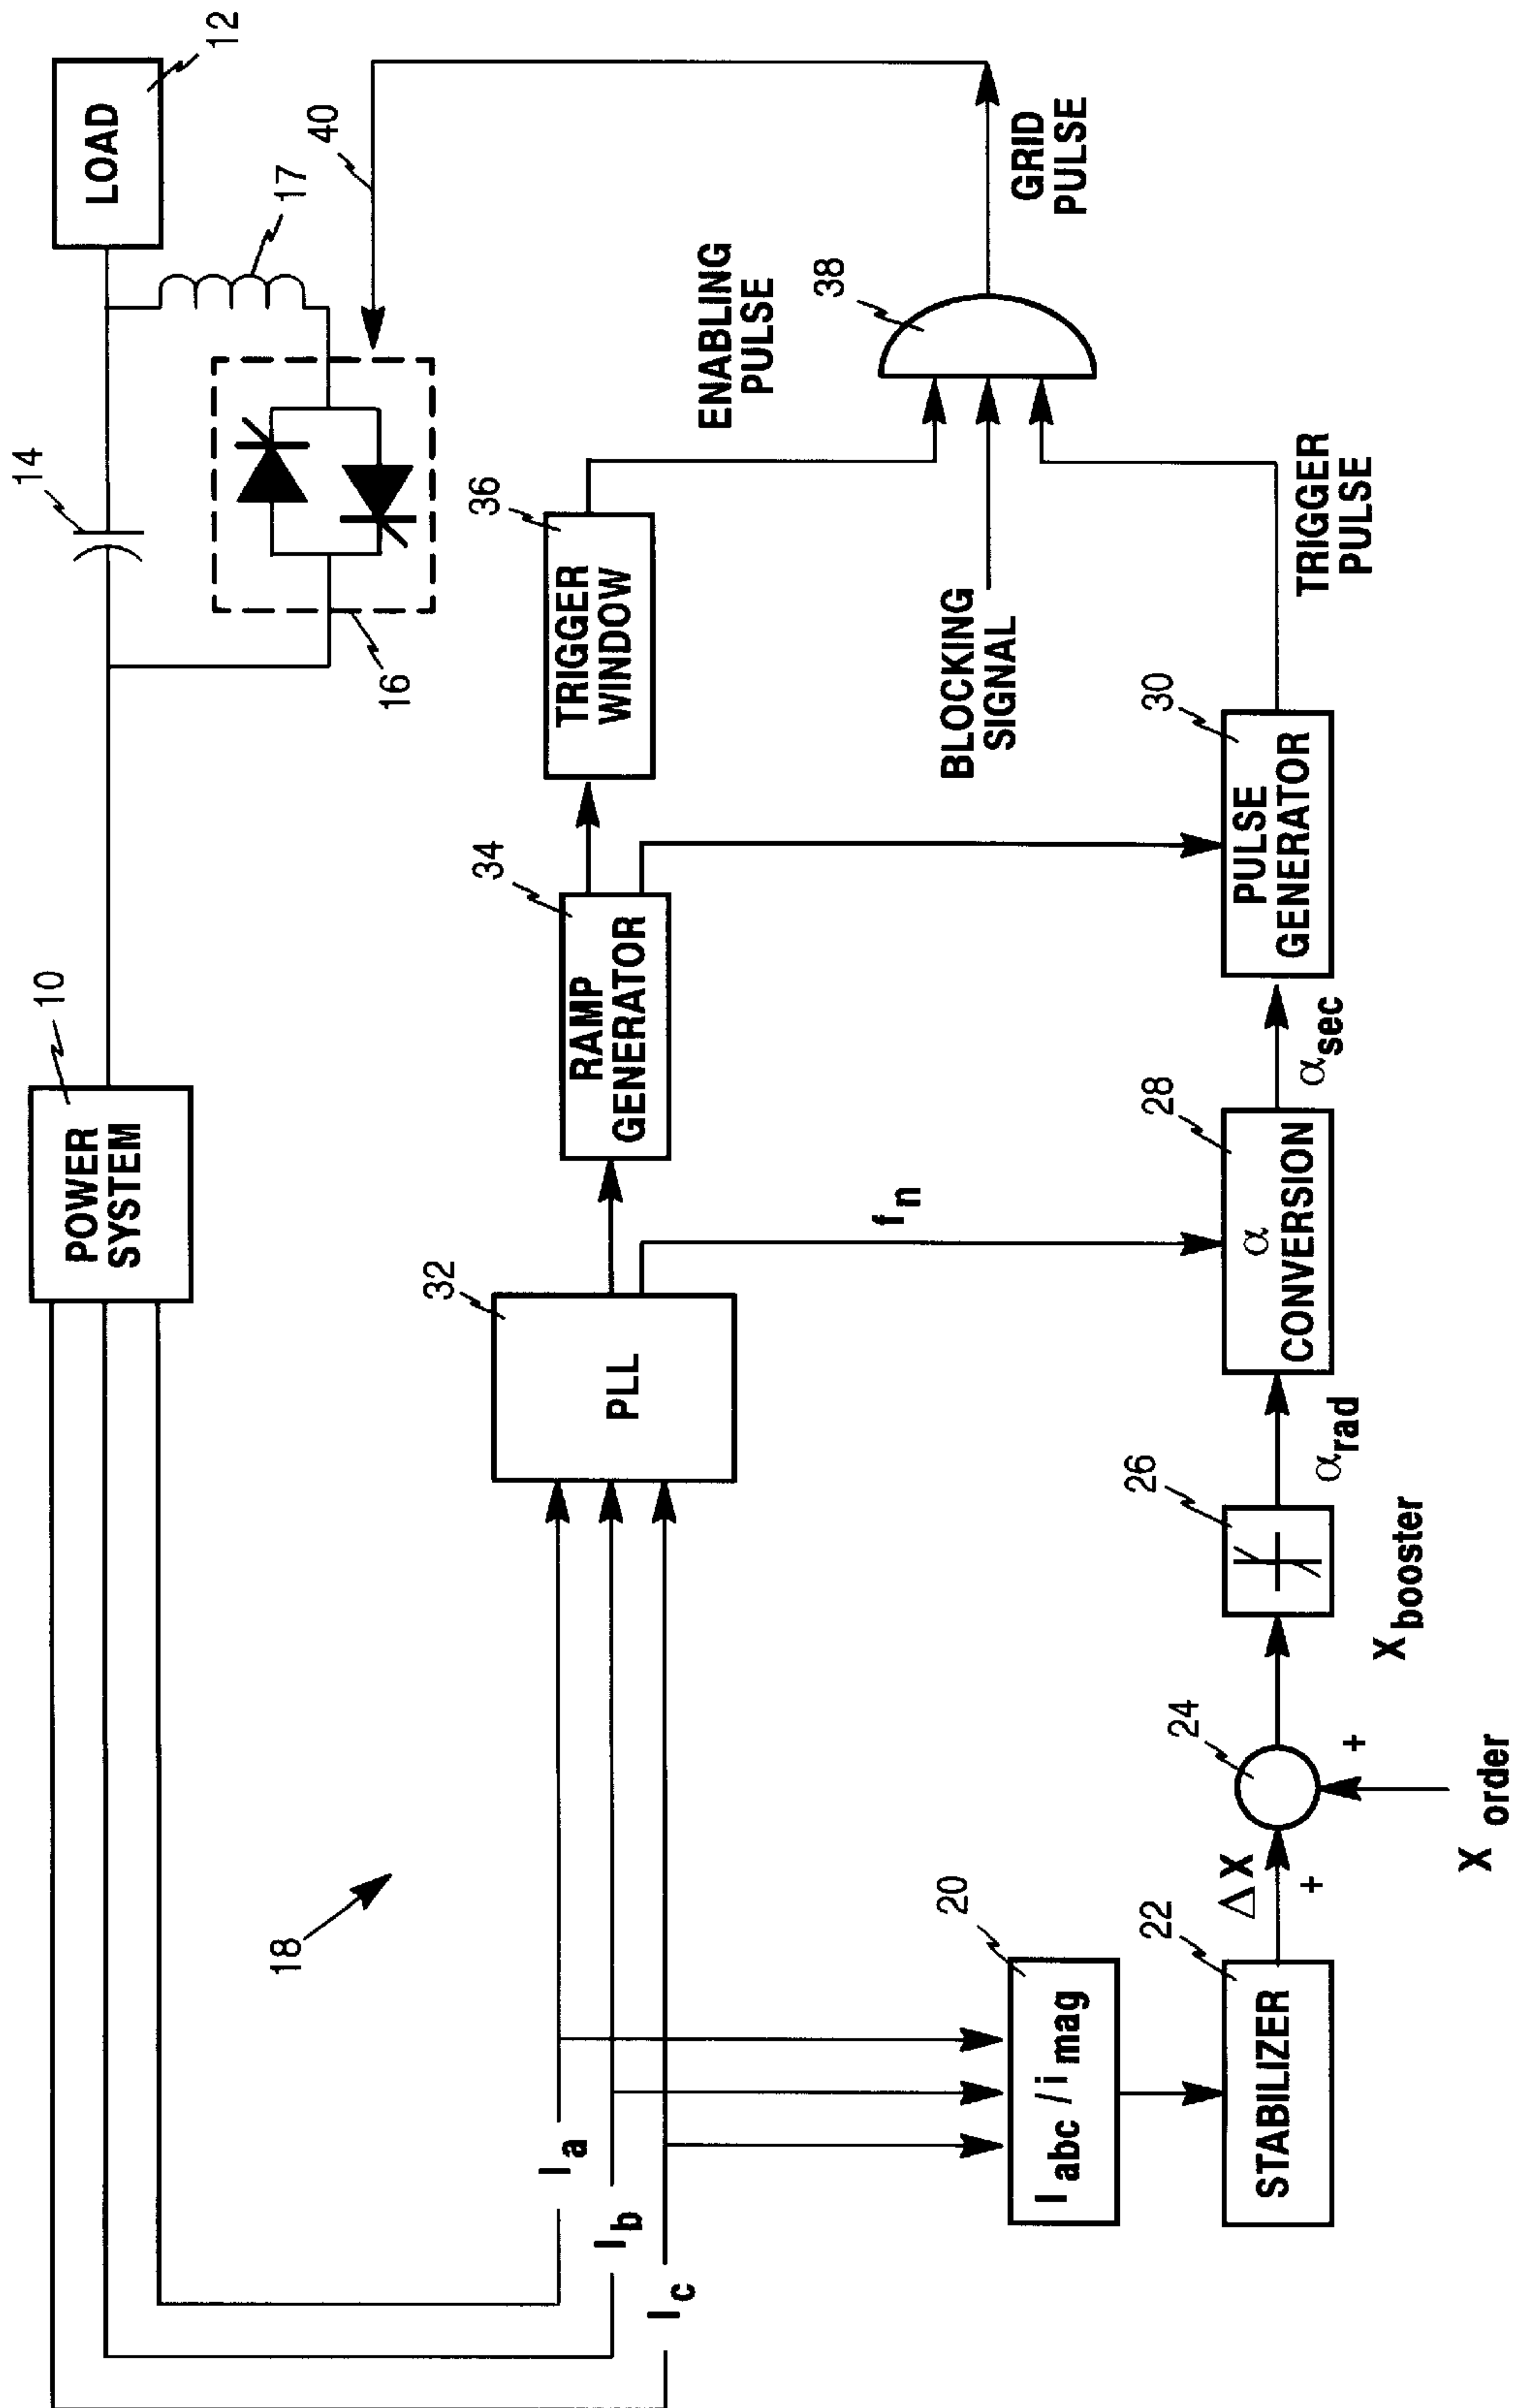 10
POWER
SYSTEM
14
LOAD
12
17
16
40
18
I a
I b
I c
32
PLL
34
RAMP
GENERATOR
36
TRIGGER
WINDOW
ENABLING
PULSE
38
GRID
PULSE
BLOCKING
SIGNAL
f n
20
I abc / i mag
22
STABILIZER
ΔX
+
24
+
X order
X booster
26
α rad
28
α
CONVERSION
α sec
30
PULSE
GENERATOR
TRIGGER
PULSE